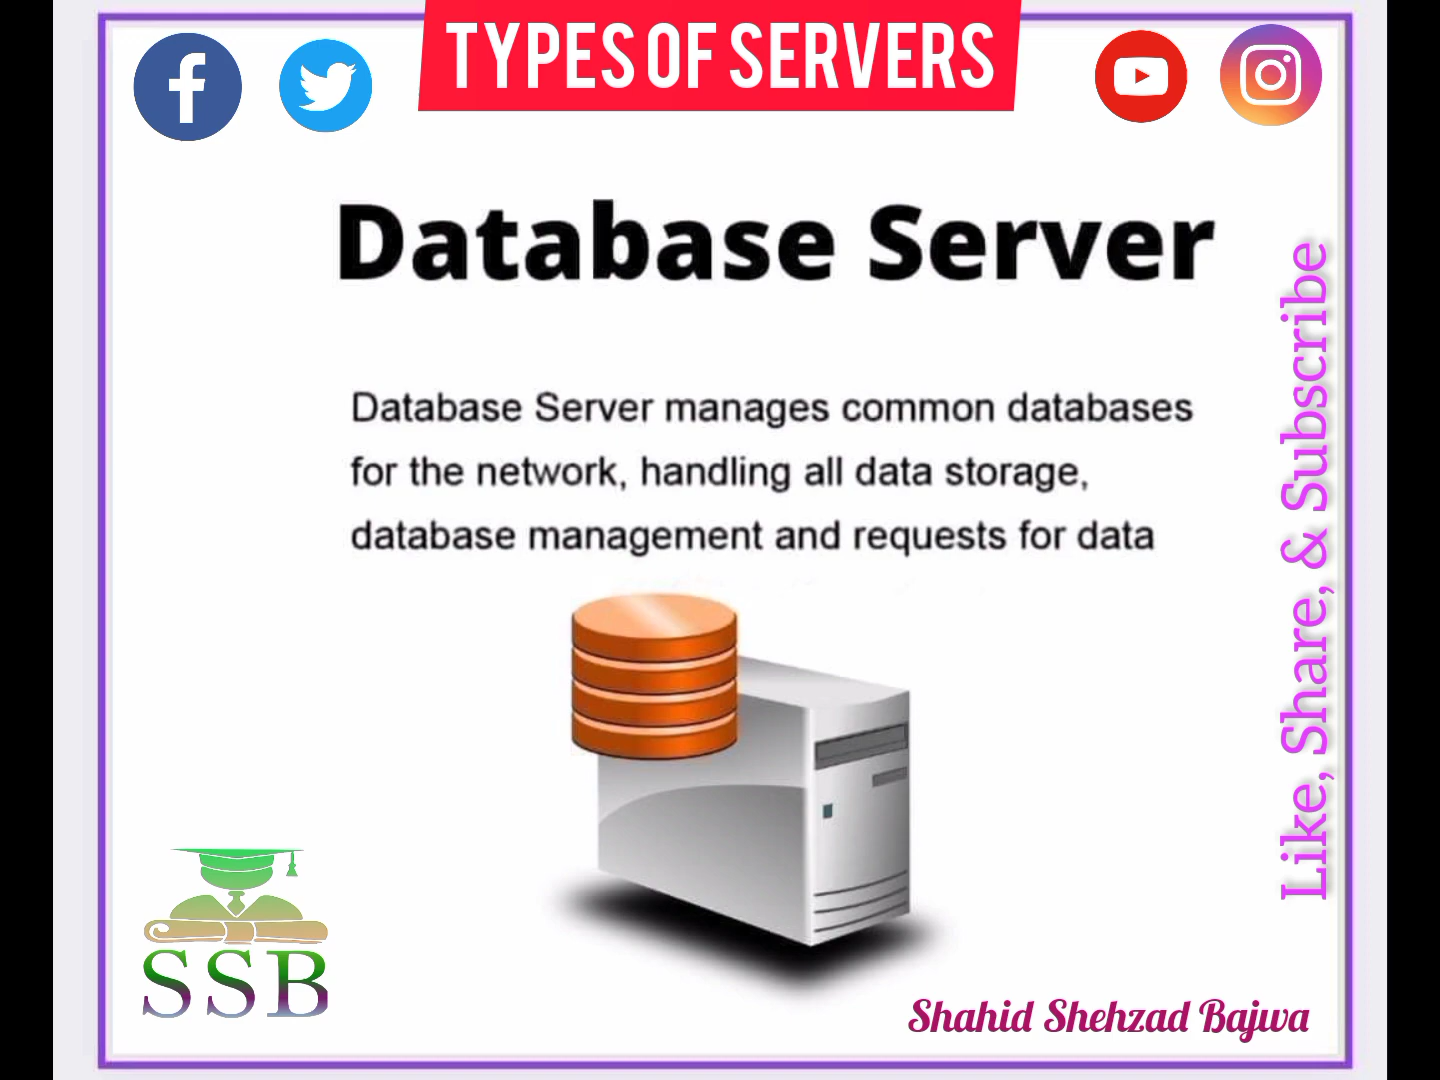 TYPES OF SERVERS
Database Server
Database Server manages common databases
for the network, handling all data storage,
database management and requests for data
Like, Share, & Subscribe
SSB
Shahid Shehzad Bajwa